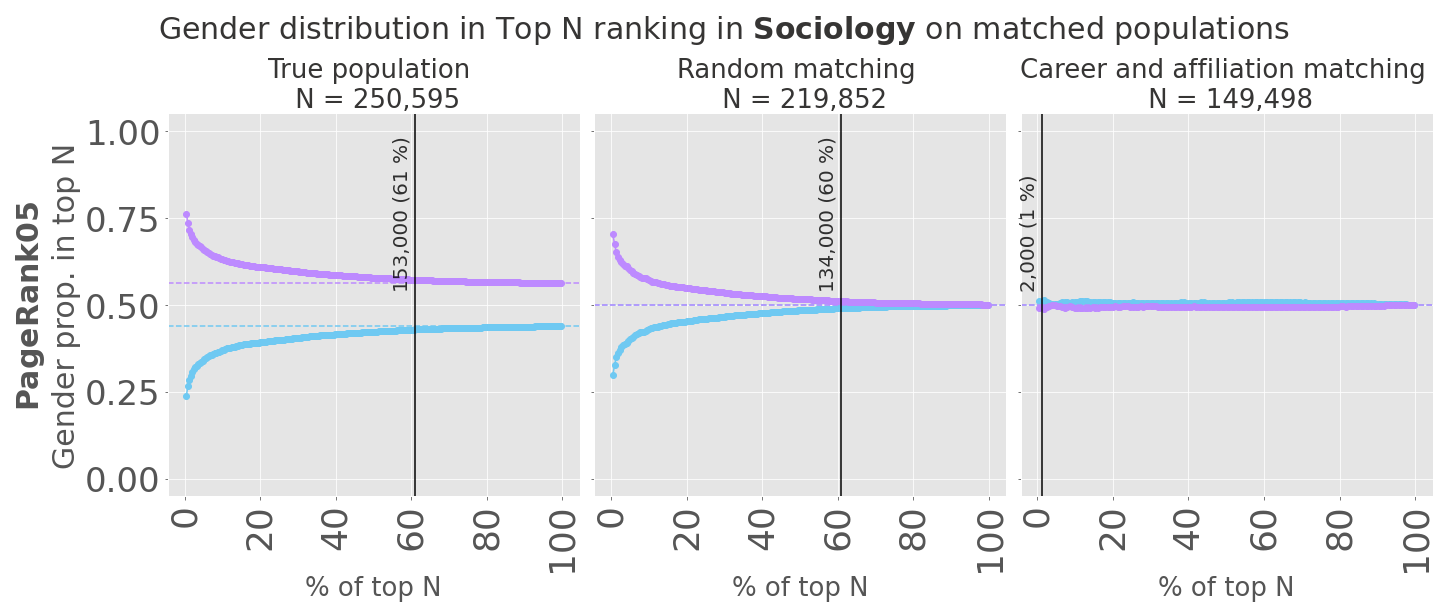 Gender distribution in Top N ranking in Sociology on matched populations
True population
N = 250,595
Random matching
N = 219,852
Career and affiliation matching
N = 149,498
PageRank05
Gender prop. in top N
1.00
0.75
0.50
0.25
0.00
153,000 (61 %)
134,000 (60 %)
2,000 (1 %)
0 20 40 60 80 100
0 20 40 60 80 100
0 20 40 60 80 100
% of top N
% of top N
% of top N